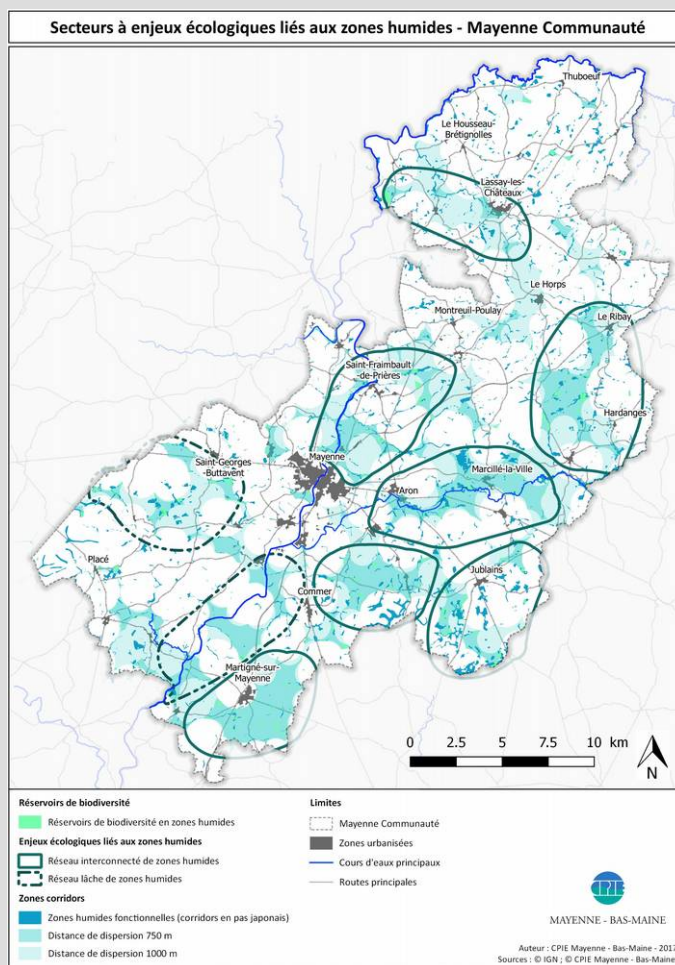 Secteurs à enjeux écologiques liés aux zones humides - Mayenne Communauté
Thuboeuf
Le Housseau-
Brétignolles
Lassay-les-
Châteaux
Le Horps
Montreuil-Poulay
Le Ribay
Saint-Fraimbault
-de-Prières
Hardanges
Saint-Georges
-Buttavent
Mayenne
Marcillé-la-Ville
Aron
Placé
Commer
Jublains
Martigné-sur-
Mayenne
0 2.5 5 7.5 10 km
N
Réservoirs de biodiversité
Réservoirs de biodiversité en zones humides
Enjeux écologiques liés aux zones humides
Réseau interconnecté de zones humides
Réseau lâche de zones humides
Zones corridors
Zones humides fonctionnelles (corridors en pas japonais)
Distance de dispersion 750 m
Distance de dispersion 1000 m
Limites
Mayenne Communauté
Zones urbanisées
Cours d'eaux principaux
Routes principales
CPIE
MAYENNE - BAS-MAINE
Auteur : CPIE Mayenne - Bas-Maine - 2017
Sources : © IGN ; © CPIE Mayenne - Bas-Maine